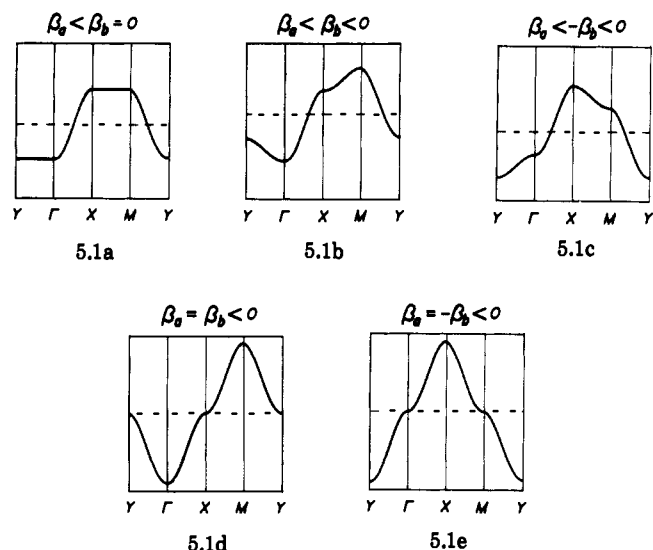 βa < βb = 0
Y Γ X M Y
5.1a
βa < βb < 0
Y Γ X M Y
5.1b
βa < -βb < 0
Y Γ X M Y
5.1c
βa = βb < 0
Y Γ X M Y
5.1d
βa = -βb < 0
Y Γ X M Y
5.1e